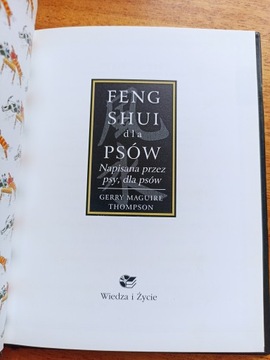 FENG
SHUI
dla
PSÓW
Napisana przez
psy, dla psów
GERRY MAGUIRE
THOMPSON
Wiedza i Życie